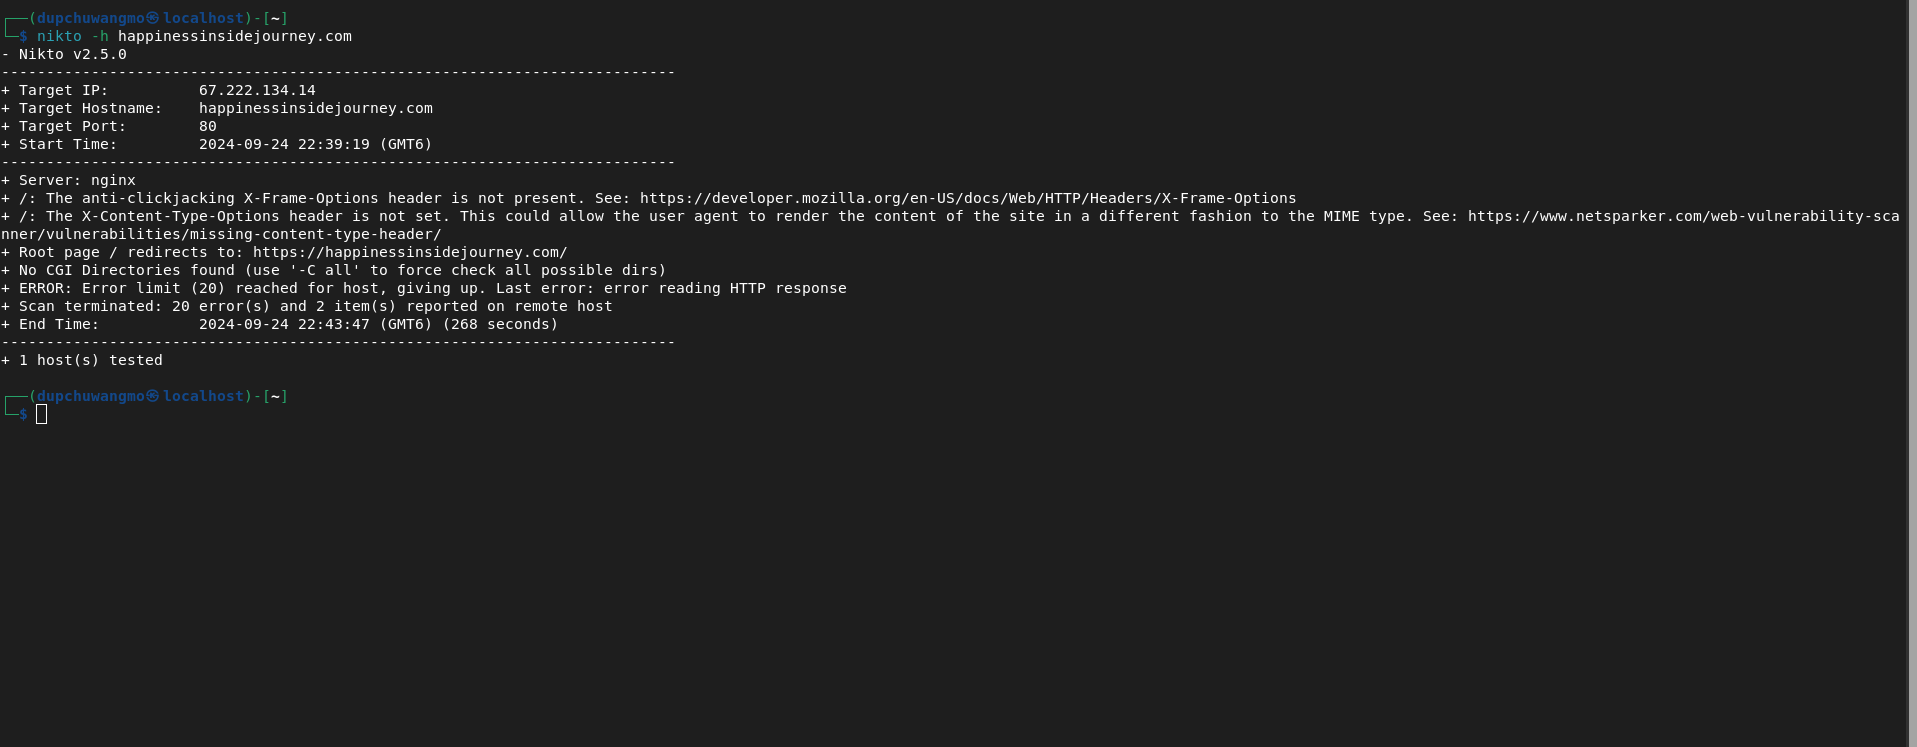 ┌──(dupchuwangmo㉿localhost)-[~]
└─$ nikto -h happinessinsidejourney.com
- Nikto v2.5.0
---------------------------------------------------------------------------
+ Target IP:          67.222.134.14
+ Target Hostname:    happinessinsidejourney.com
+ Target Port:        80
+ Start Time:         2024-09-24 22:39:19 (GMT6)
---------------------------------------------------------------------------
+ Server: nginx
+ /: The anti-clickjacking X-Frame-Options header is not present. See: https://developer.mozilla.org/en-US/docs/Web/HTTP/Headers/X-Frame-Options
+ /: The X-Content-Type-Options header is not set. This could allow the user agent to render the content of the site in a different fashion to the MIME type. See: https://www.netsparker.com/web-vulnerability-sca
nner/vulnerabilities/missing-content-type-header/
+ Root page / redirects to: https://happinessinsidejourney.com/
+ No CGI Directories found (use '-C all' to force check all possible dirs)
+ ERROR: Error limit (20) reached for host, giving up. Last error: error reading HTTP response
+ Scan terminated: 20 error(s) and 2 item(s) reported on remote host
+ End Time:           2024-09-24 22:43:47 (GMT6) (268 seconds)
---------------------------------------------------------------------------
+ 1 host(s) tested
┌──(dupchuwangmo㉿localhost)-[~]
└─$